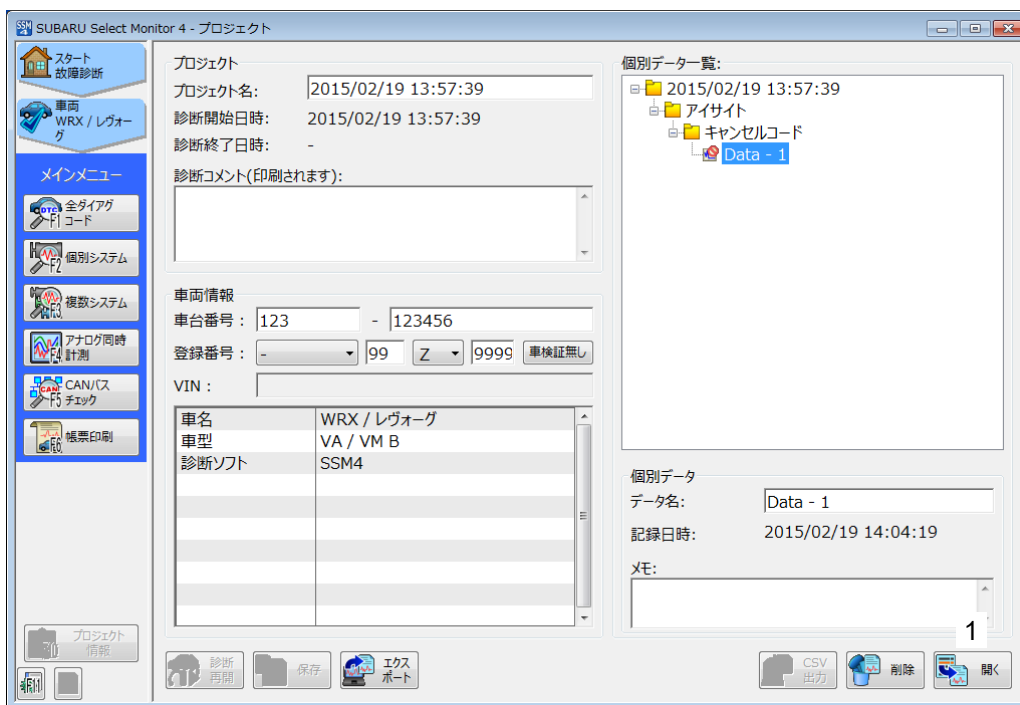 SUBARU Select Monitor 4 - プロジェクト
スタート
故障診断
車両
WRX / レヴォー
グ
メインメニュー
DTC
F1
全ダイアグ
コード
F2
個別システム
F3
複数システム
F4
アナログ同時
計測
CAN
F5
CANバス
チェック
F6
帳票印刷
プロジェクト
情報
F11
プロジェクト
プロジェクト名:
2015/02/19 13:57:39
診断開始日時:
2015/02/19 13:57:39
診断終了日時:
-
診断コメント(印刷されます):
車両情報
車台番号 :
123
-
123456
登録番号 :
-
99
Z
9999
車検証無し
VIN :
車名
WRX / レヴォーグ
車型
VA / VM B
診断ソフト
SSM4
診断
再開
保存
エクス
ポート
個別データ一覧:
2015/02/19 13:57:39
アイサイト
キャンセルコード
Data - 1
個別データ
データ名:
Data - 1
記録日時:
2015/02/19 14:04:19
メモ:
1
CSV
出力
削除
開く